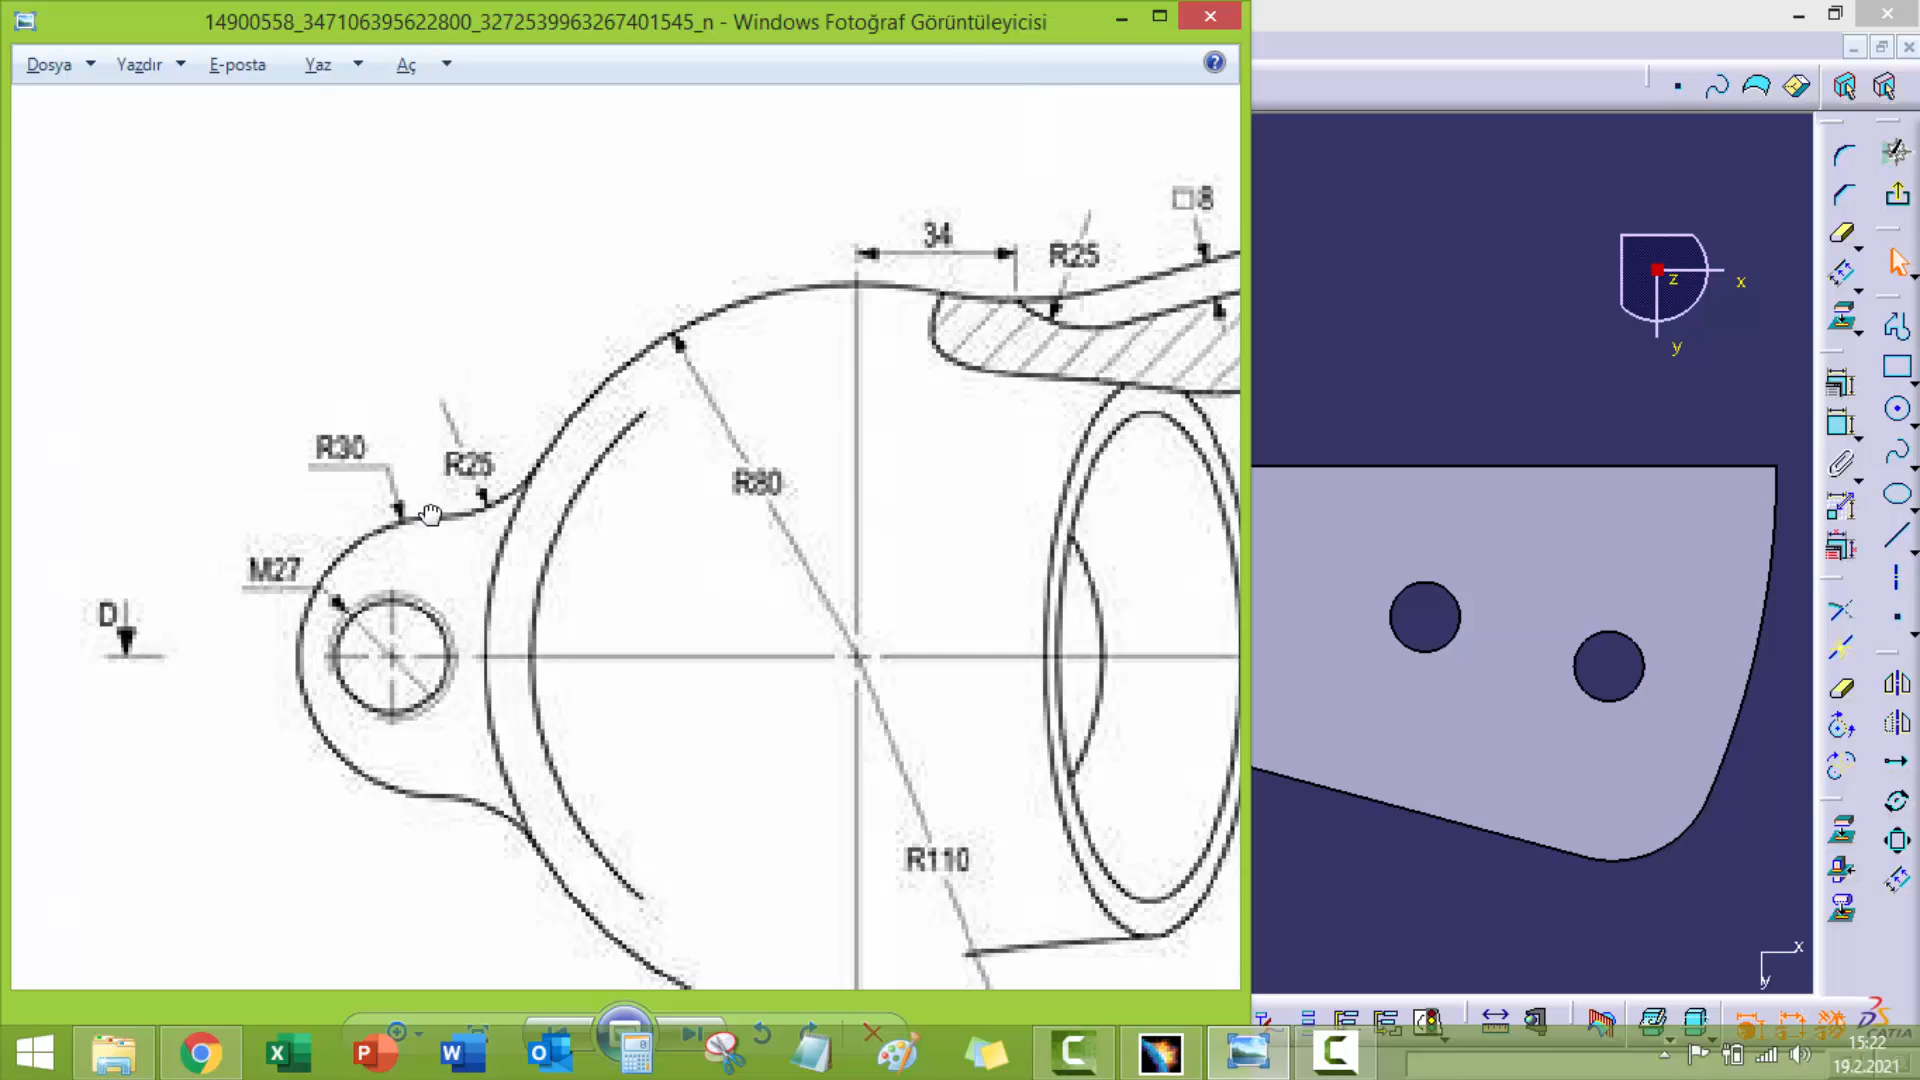 14900558_347106395622800_3272539963267401545_n - Windows Fotoğraf Görüntüleyicisi
Dosya Yazdır E-posta Yaz Aç
34
□8
R25
R30
R25
R80
M27
D
R110
z
x
y
x
y
CATIA
15:22
19.2.2021